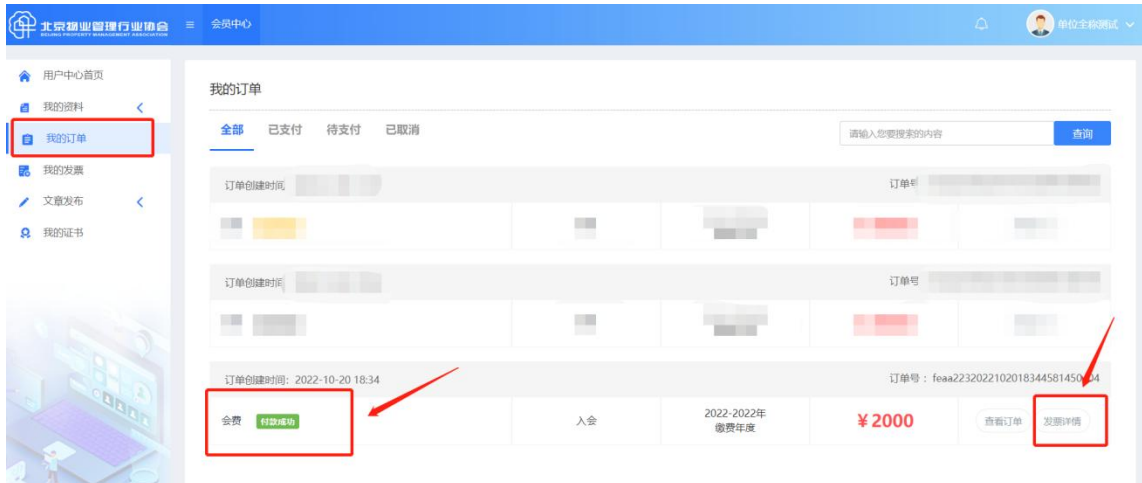 北京物业管理行业协会
BEIJING PROPERTY MANAGEMENT ASSOCIATION
会员中心
单位全称测试
用户中心首页
我的资料
我的订单
我的发票
文章发布
我的证书
我的订单
全部 已支付 待支付 已取消
请输入您要搜索的内容 查询
订单创建时间
订单号
订单创建时间
订单号
订单创建时间：2022-10-20 18:34
订单号：
会费 付款成功
入会
2022-2022年
缴费年度
¥2000
查看订单 发票详情